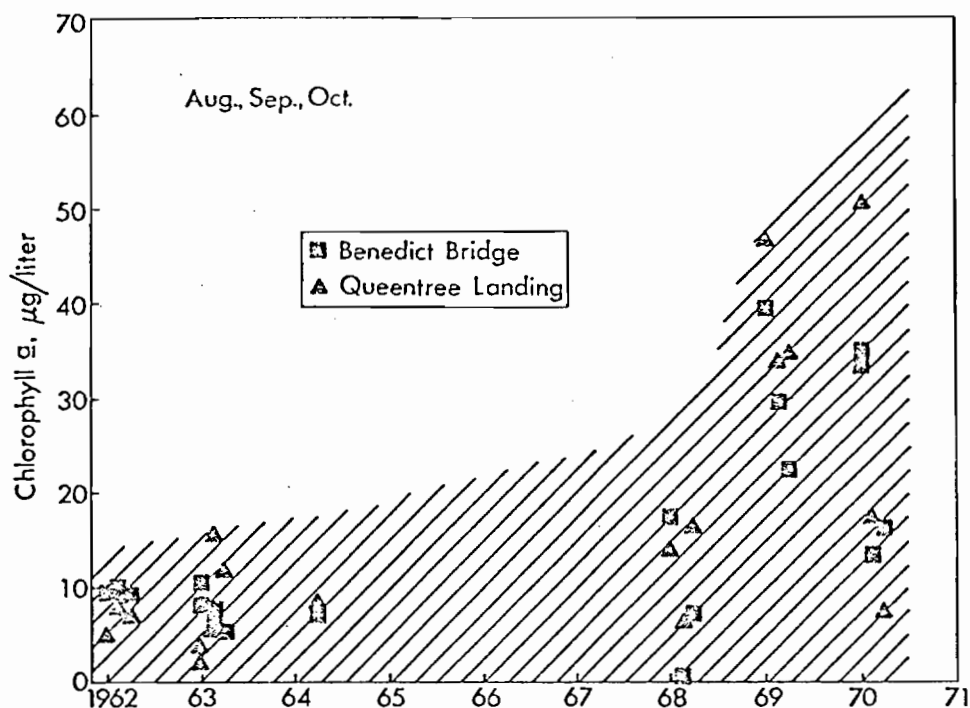 70
60
50
40
30
20
10
0
Chlorophyll a, μg/liter
Aug., Sep., Oct.
Benedict Bridge
Queentree Landing
1962 63 64 65 66 67 68 69 70 71